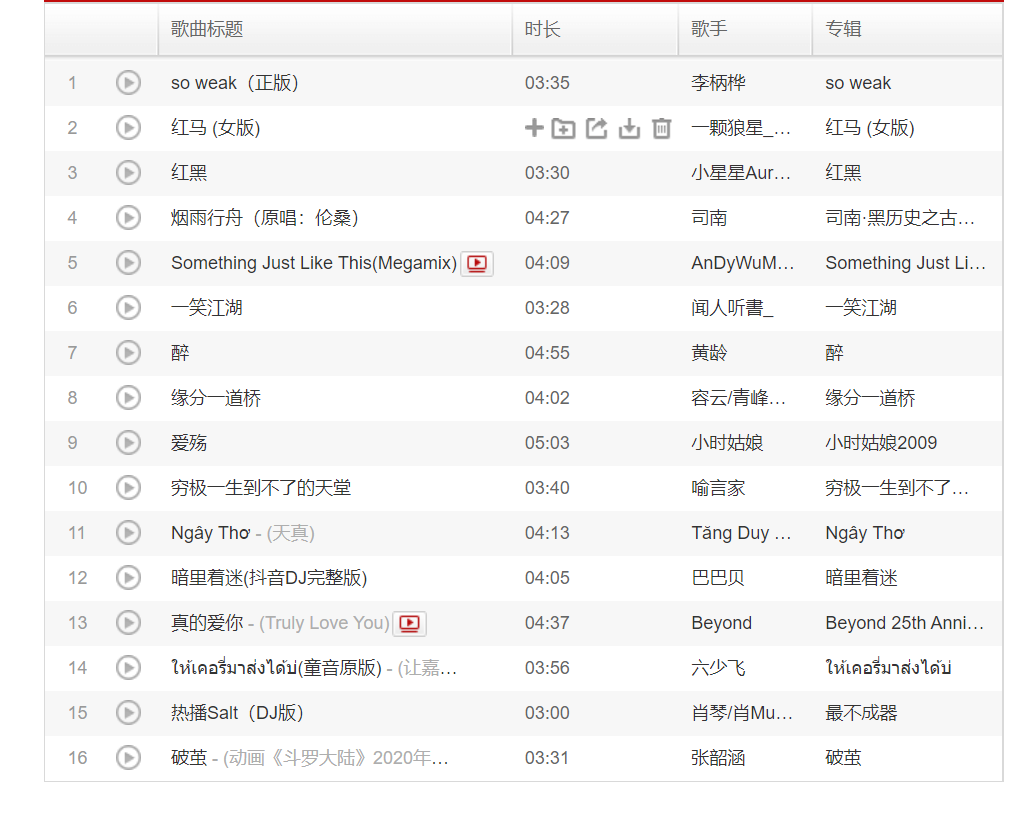 歌曲标题 时长 歌手 专辑
1 so weak（正版） 03:35 李柄桦 so weak
2 红马 (女版) 一颗狼星_... 红马 (女版)
3 红黑 03:30 小星星Aur... 红黑
4 烟雨行舟（原唱：伦桑） 04:27 司南 司南·黑历史之古...
5 Something Just Like This(Megamix) 04:09 AnDyWuM... Something Just Li...
6 一笑江湖 03:28 闻人听書_ 一笑江湖
7 醉 04:55 黄龄 醉
8 缘分一道桥 04:02 容云/青峰... 缘分一道桥
9 爱殇 05:03 小时姑娘 小时姑娘2009
10 穷极一生到不了的天堂 03:40 喻言家 穷极一生到不了...
11 Ngây Thơ - (天真) 04:13 Tăng Duy ... Ngây Thơ
12 暗里着迷(抖音DJ完整版) 04:05 巴巴贝 暗里着迷
13 真的爱你 - (Truly Love You) 04:37 Beyond Beyond 25th Anni...
14 ให้เคอรี่มาส่งได้บ่(童音原版) - (让嘉... 03:56 六少飞 ให้เคอรี่มาส่งได้บ่
15 热播Salt（DJ版） 03:00 肖琴/肖Mu... 最不成器
16 破茧 - (动画《斗罗大陆》2020年... 03:31 张韶涵 破茧